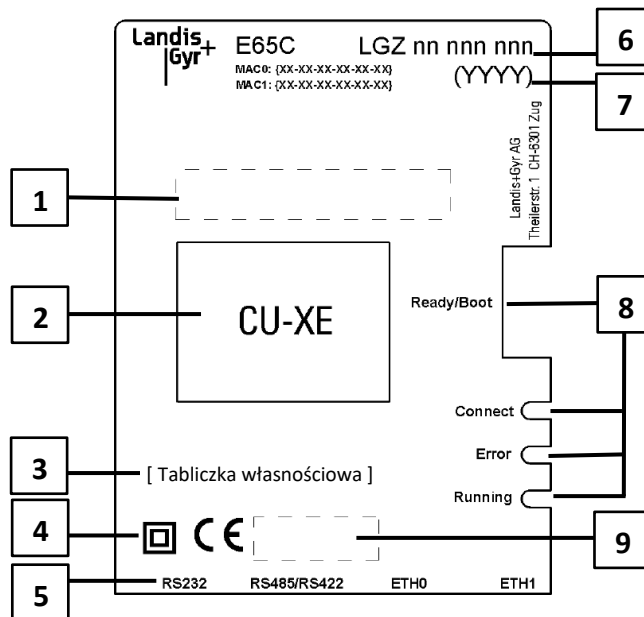 Landis Gyr+ E65C LGZ nn nnn nnn 6
MAC0: {XX-XX-XX-XX-XX-XX} (YYYY) 7
MAC1: {XX-XX-XX-XX-XX-XX}
Landis+Gyr AG
Theilerstr. 1 CH-6301 Zug
1
2 CU-XE Ready/Boot 8
Connect
3 [ Tabliczka własnościowa ] Error
Running
4 CE 9
5 RS232 RS485/RS422 ETH0 ETH1